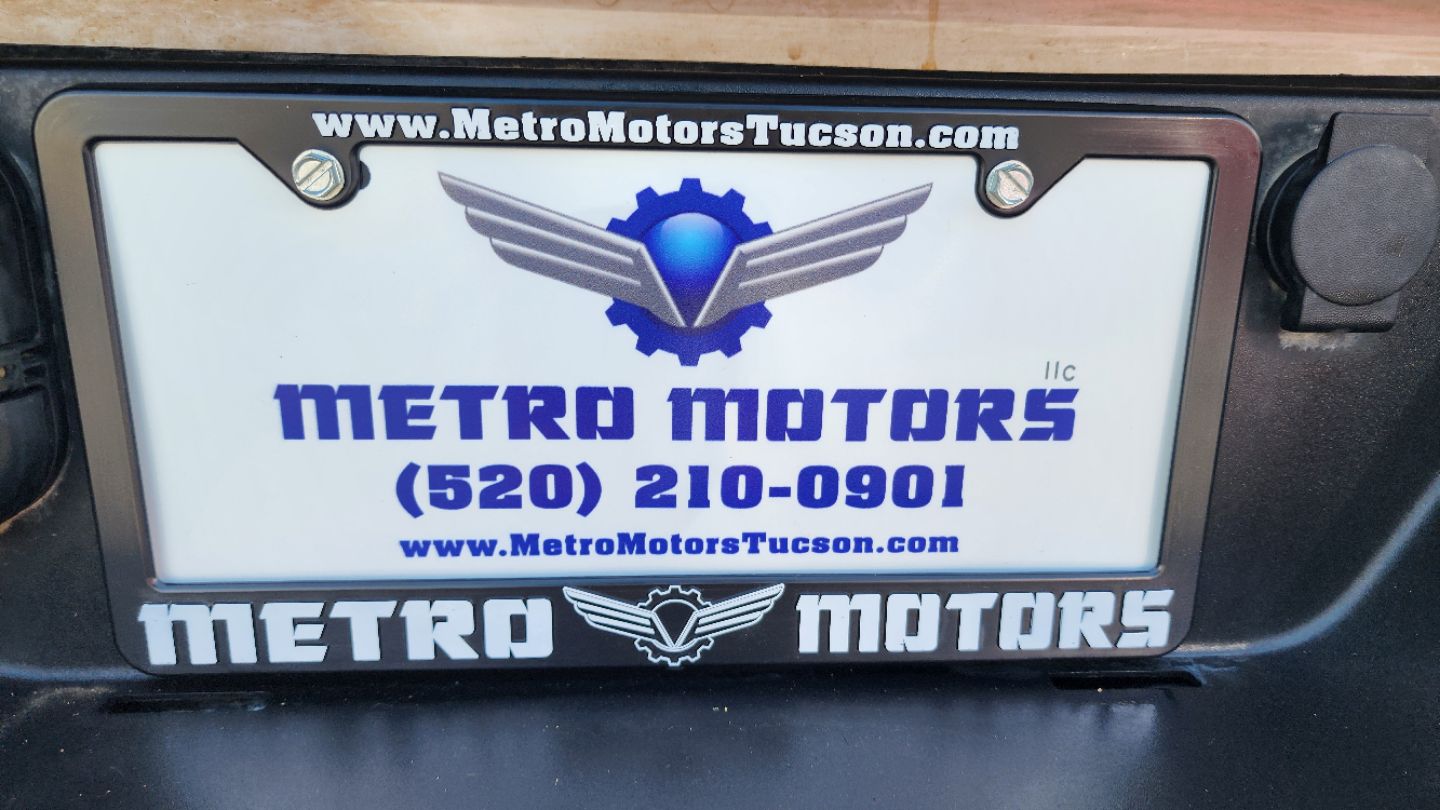 www.MetroMotorsTucson.com
METRO MOTORS llc
(520) 210-0901
www.MetroMotorsTucson.com
METRO MOTORS